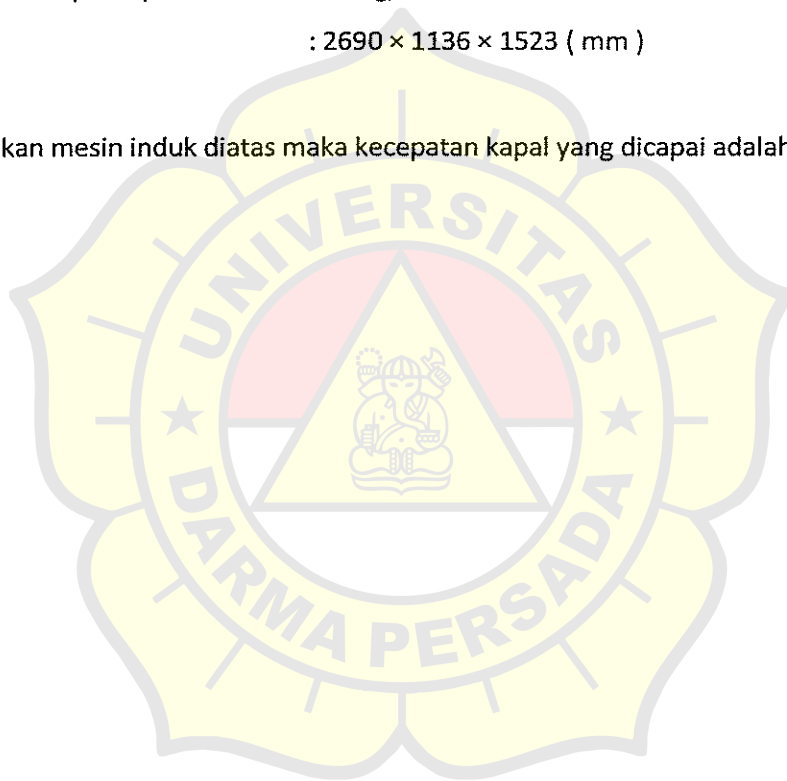 : 2690 × 1136 × 1523 ( mm )
kan mesin induk diatas maka kecepatan kapal yang dicapai adalah
UNIVERSITAS
DARMA PERSADA